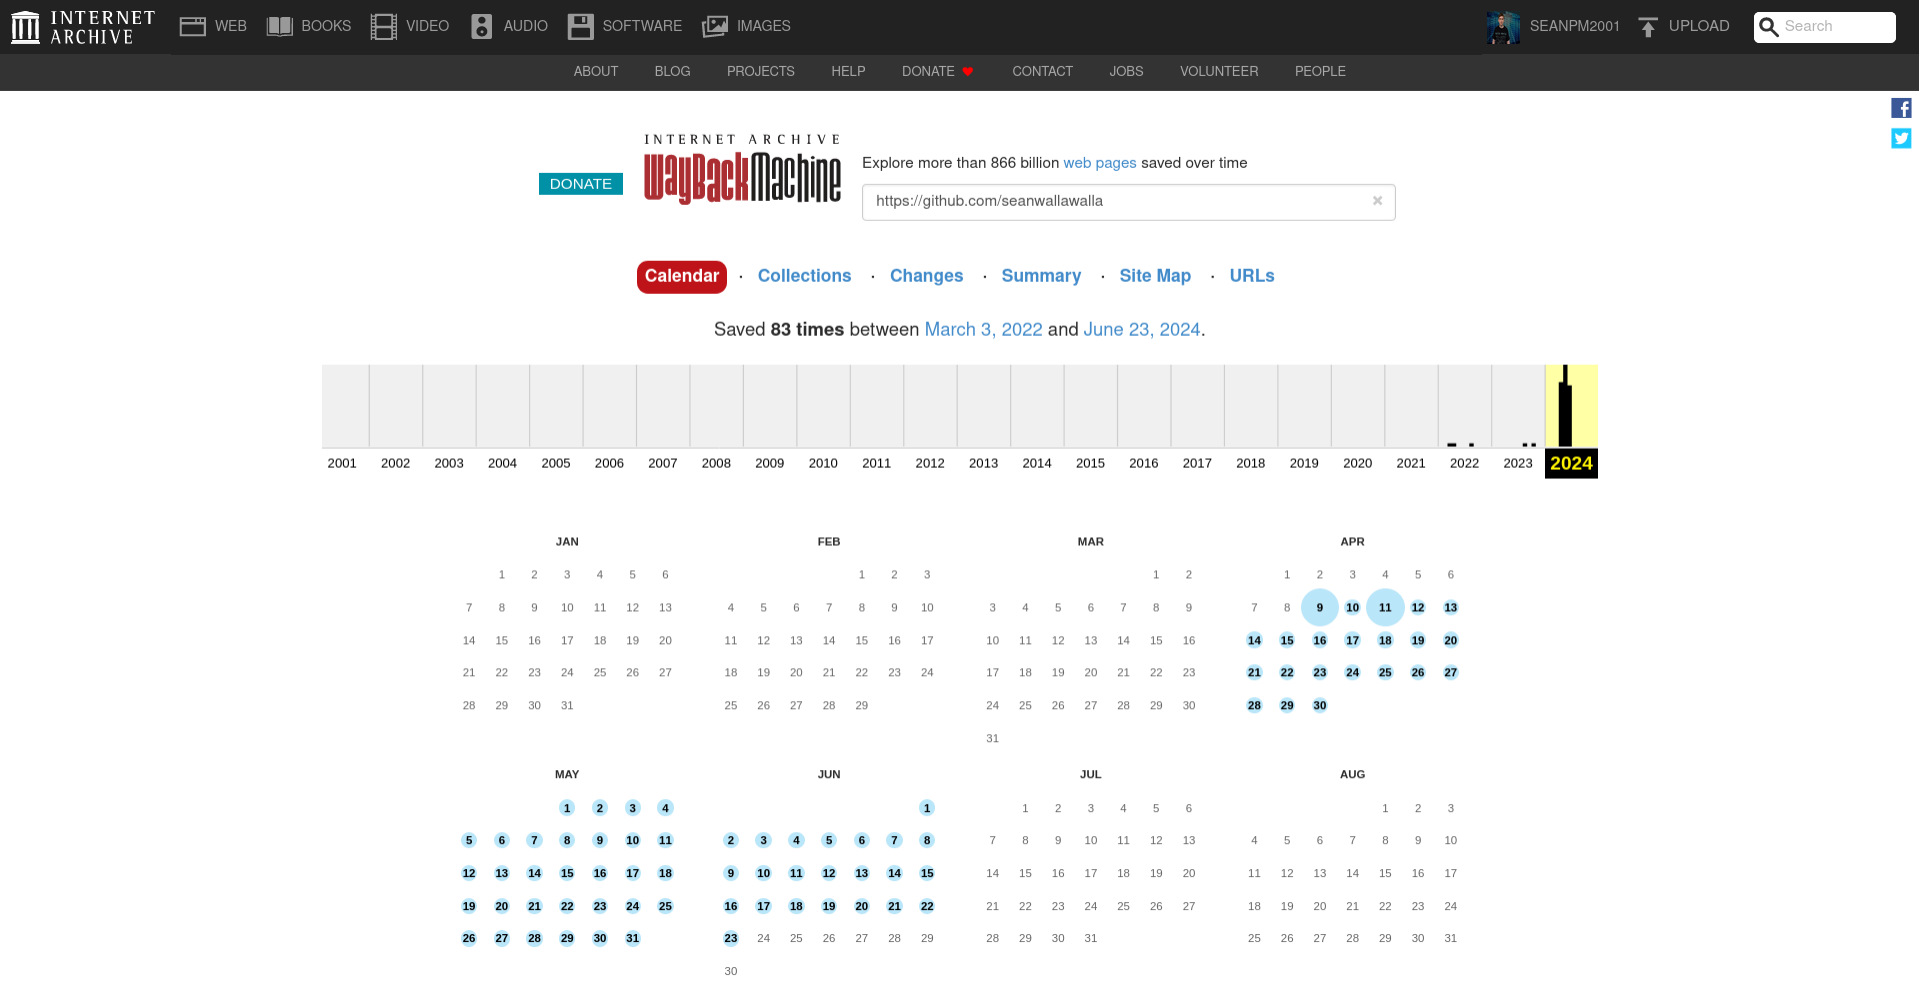 INTERNET ARCHIVE WEB BOOKS VIDEO AUDIO SOFTWARE IMAGES SEANPM2001 UPLOAD Search
ABOUT BLOG PROJECTS HELP DONATE CONTACT JOBS VOLUNTEER PEOPLE
INTERNET ARCHIVE
WayBackMachine
DONATE
Explore more than 866 billion web pages saved over time
https://github.com/seanwallawalla ×
Calendar · Collections · Changes · Summary · Site Map · URLs
Saved 83 times between March 3, 2022 and June 23, 2024.
2001 2002 2003 2004 2005 2006 2007 2008 2009 2010 2011 2012 2013 2014 2015 2016 2017 2018 2019 2020 2021 2022 2023 2024
JAN
1 2 3 4 5 6
7 8 9 10 11 12 13
14 15 16 17 18 19 20
21 22 23 24 25 26 27
28 29 30 31
FEB
1 2 3
4 5 6 7 8 9 10
11 12 13 14 15 16 17
18 19 20 21 22 23 24
25 26 27 28 29
MAR
1 2
3 4 5 6 7 8 9
10 11 12 13 14 15 16
17 18 19 20 21 22 23
24 25 26 27 28 29 30
31
APR
1 2 3 4 5 6
7 8 9 10 11 12 13
14 15 16 17 18 19 20
21 22 23 24 25 26 27
28 29 30
MAY
1 2 3 4
5 6 7 8 9 10 11
12 13 14 15 16 17 18
19 20 21 22 23 24 25
26 27 28 29 30 31
JUN
1
2 3 4 5 6 7 8
9 10 11 12 13 14 15
16 17 18 19 20 21 22
23 24 25 26 27 28 29
30
JUL
1 2 3 4 5 6
7 8 9 10 11 12 13
14 15 16 17 18 19 20
21 22 23 24 25 26 27
28 29 30 31
AUG
1 2 3
4 5 6 7 8 9 10
11 12 13 14 15 16 17
18 19 20 21 22 23 24
25 26 27 28 29 30 31